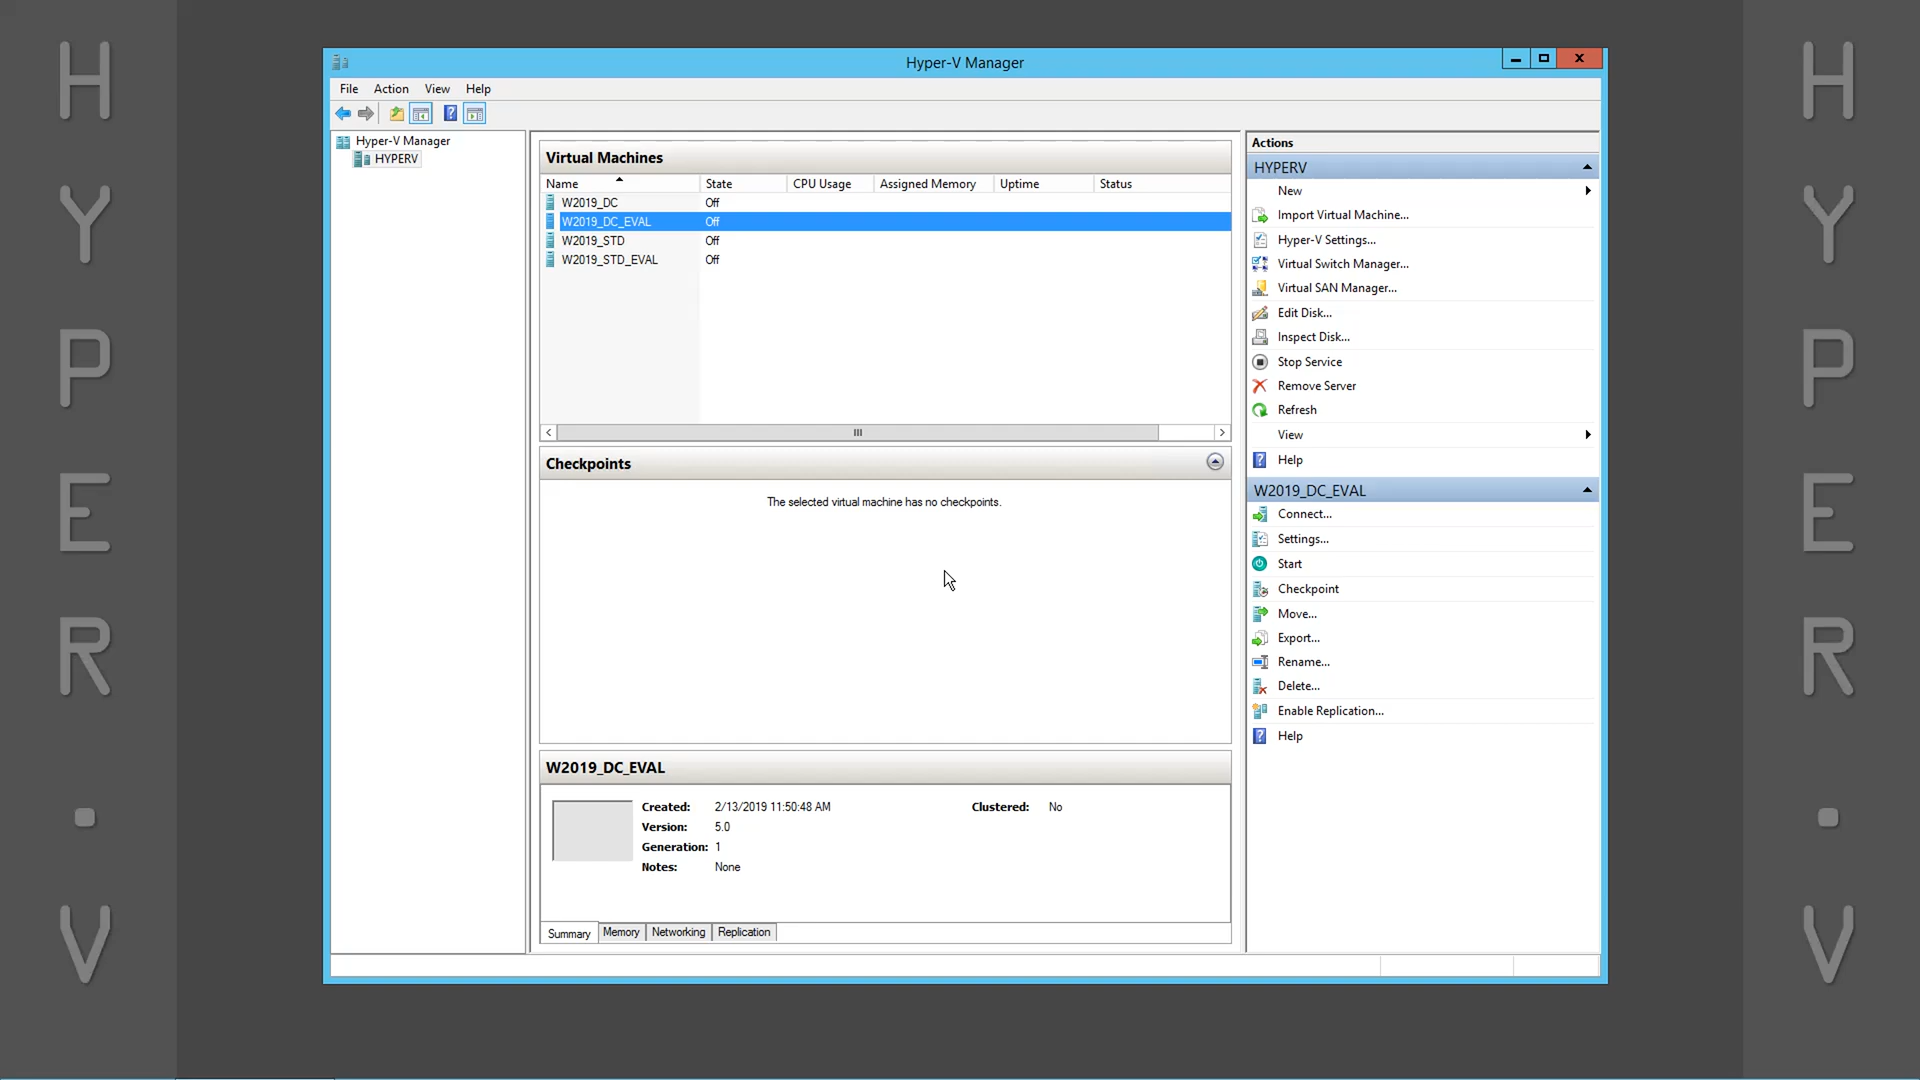 HYPER·V
Hyper-V Manager
File Action View Help
Hyper-V Manager
HYPERV
Virtual Machines
Name State CPU Usage Assigned Memory Uptime Status
W2019_DC Off
W2019_DC_EVAL Off
W2019_STD Off
W2019_STD_EVAL Off
Checkpoints
The selected virtual machine has no checkpoints.
W2019_DC_EVAL
Created: 2/13/2019 11:50:48 AM Clustered: No
Version: 5.0
Generation: 1
Notes: None
Summary Memory Networking Replication
Actions
HYPERV
New
Import Virtual Machine...
Hyper-V Settings...
Virtual Switch Manager...
Virtual SAN Manager...
Edit Disk...
Inspect Disk...
Stop Service
Remove Server
Refresh
View
Help
W2019_DC_EVAL
Connect...
Settings...
Start
Checkpoint
Move...
Export...
Rename...
Delete...
Enable Replication...
Help
HYPER·V